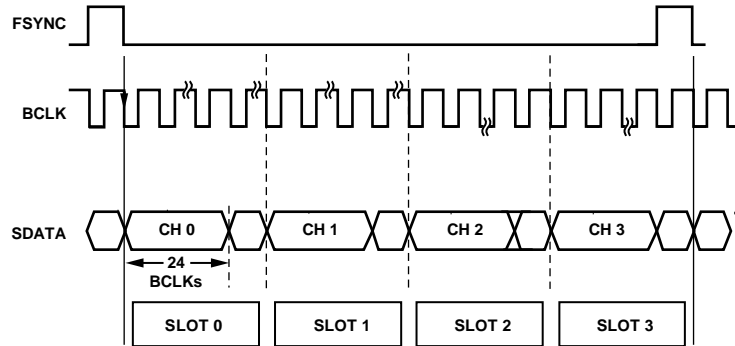 FSYNC
BCLK
SDATA
CH 0
CH 1
CH 2
CH 3
24
BCLKs
SLOT 0
SLOT 1
SLOT 2
SLOT 3